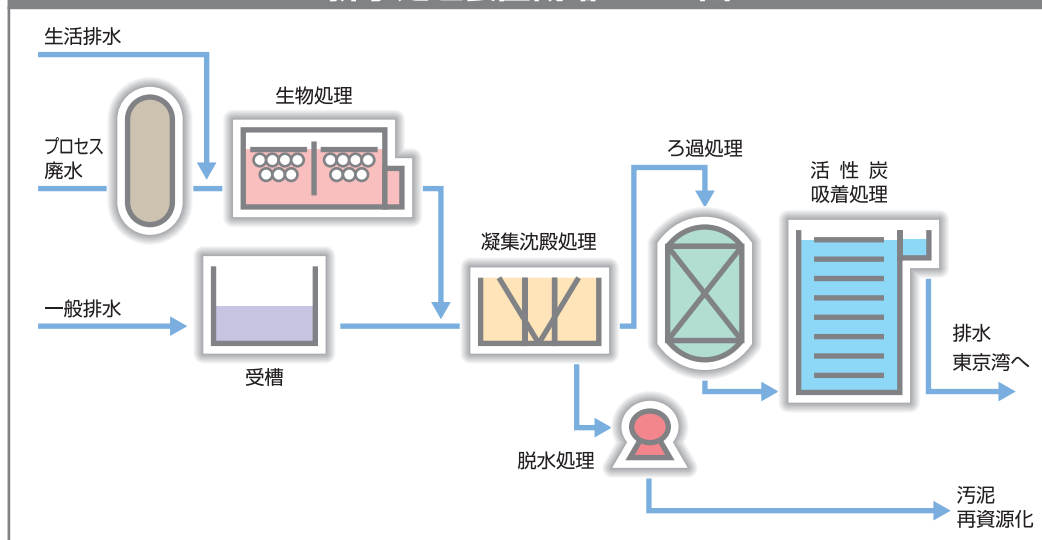 生活排水
生物処理
プロセス
廃水
ろ過処理
活性炭
吸着処理
凝集沈殿処理
一般排水
受槽
排水
東京湾へ
脱水処理
汚泥
再資源化